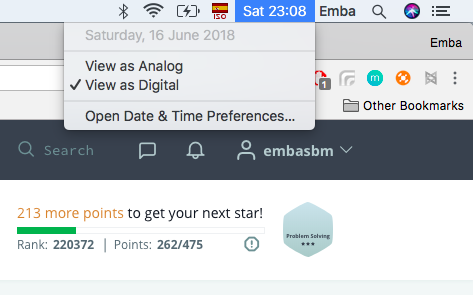 ISO Sat 23:08 Emba
Saturday, 16 June 2018
Emba
View as Analog
✓ View as Digital
1 m
Open Date & Time Preferences...
Other Bookmarks
Search embasbm
213 more points to get your next star!
Rank: 220372 | Points: 262/475
Problem Solving
★★★